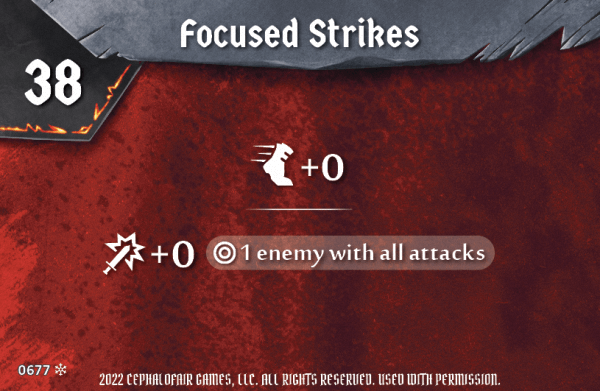 Focused Strikes
38
+0
+0 1 enemy with all attacks
0677
2022 CEPHALOFAIR GAMES, LLC. ALL RIGHTS RESERVED. USED WITH PERMISSION.